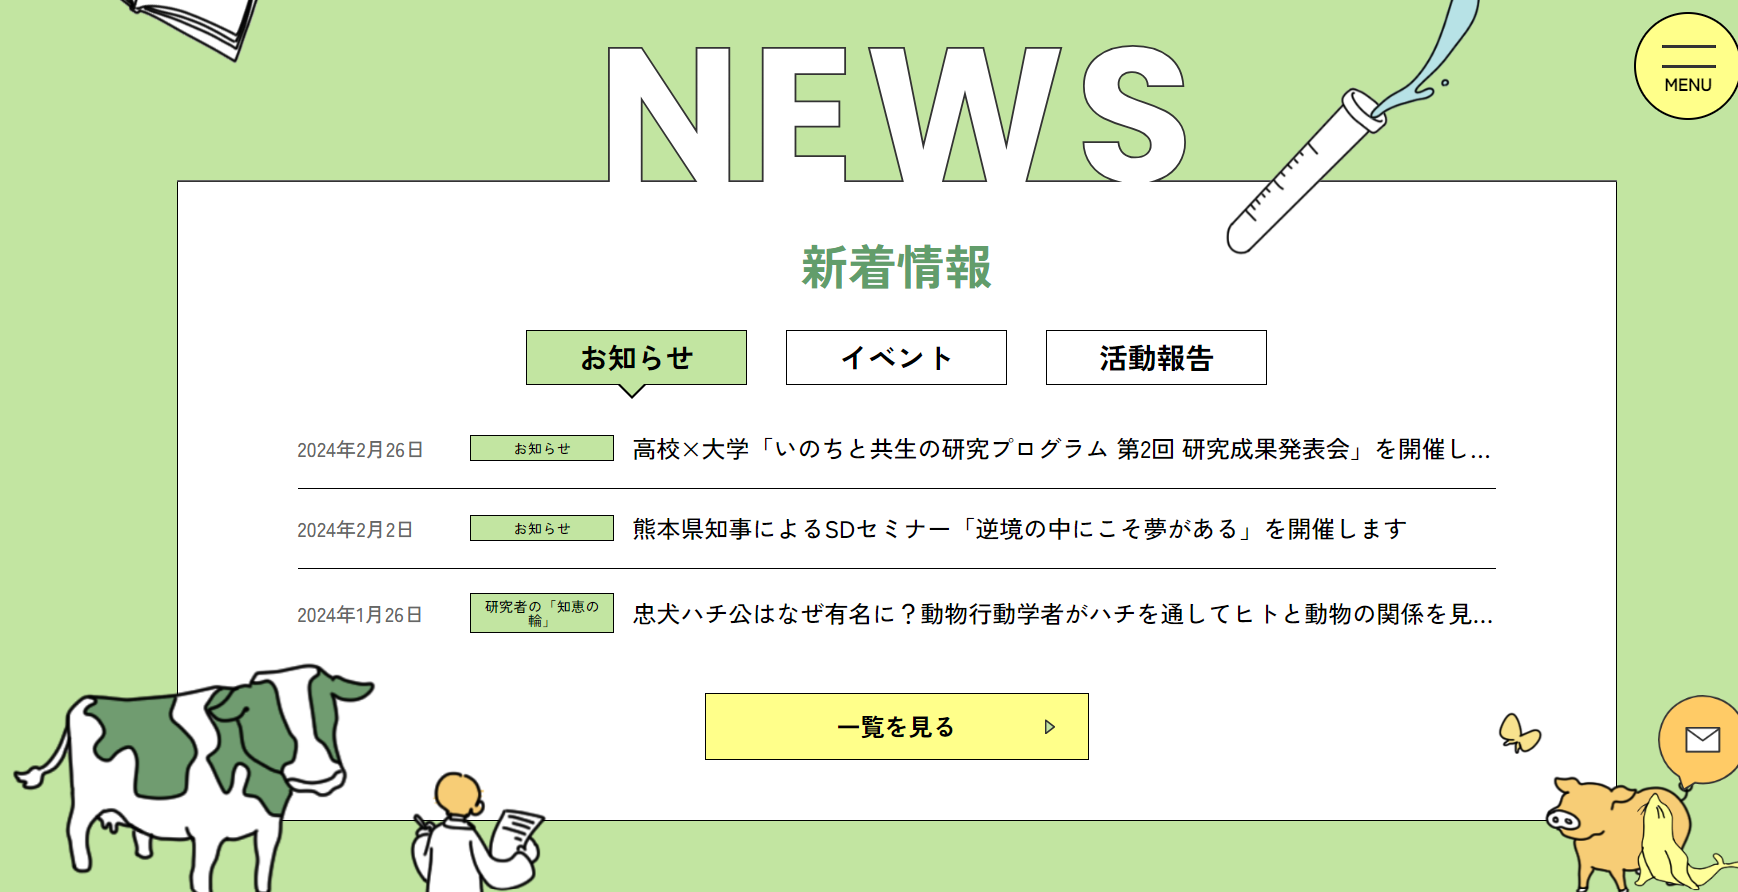 NEWS
MENU
新着情報
お知らせ
イベント
活動報告
2024年2月26日
お知らせ
高校×大学「いのちと共生の研究プログラム 第2回 研究成果発表会」を開催し...
2024年2月2日
お知らせ
熊本県知事によるSDセミナー「逆境の中にこそ夢がある」を開催します
2024年1月26日
研究者の「知恵の
輪」
忠犬ハチ公はなぜ有名に？動物行動学者がハチを通してヒトと動物の関係を見...
一覧を見る